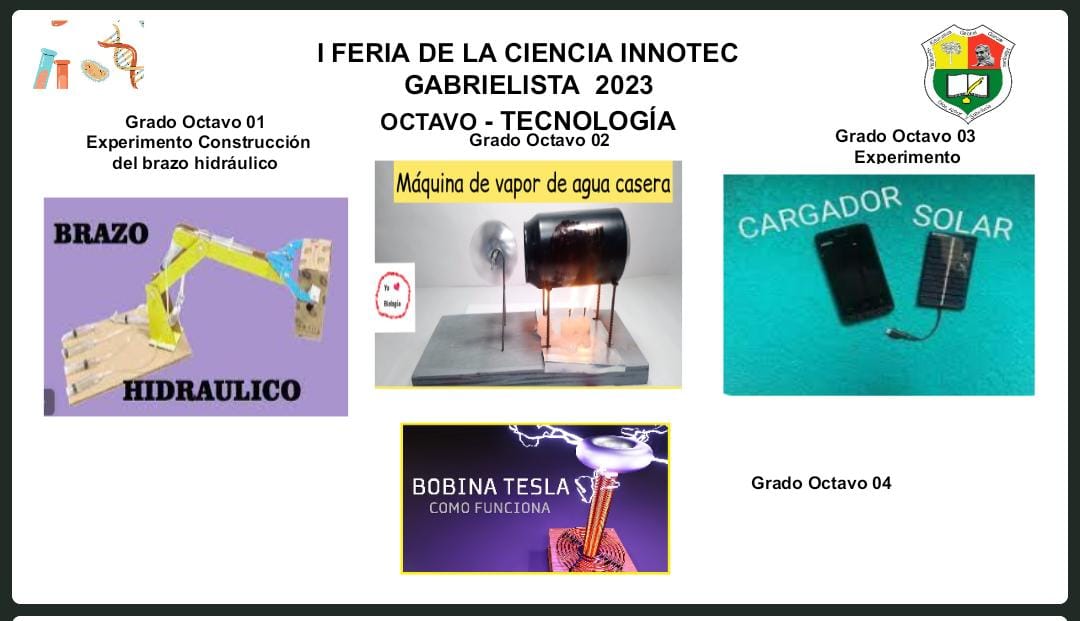 I FERIA DE LA CIENCIA INNOTEC
GABRIELISTA 2023
OCTAVO - TECNOLOGÍA
Grado Octavo 01
Experimento Construcción
del brazo hidráulico
BRAZO
HIDRAULICO
Grado Octavo 02
Máquina de vapor de agua casera
Yo
Biología
Grado Octavo 03
Experimento
CARGADOR
SOLAR
BOBINA TESLA
COMO FUNCIONA
Grado Octavo 04